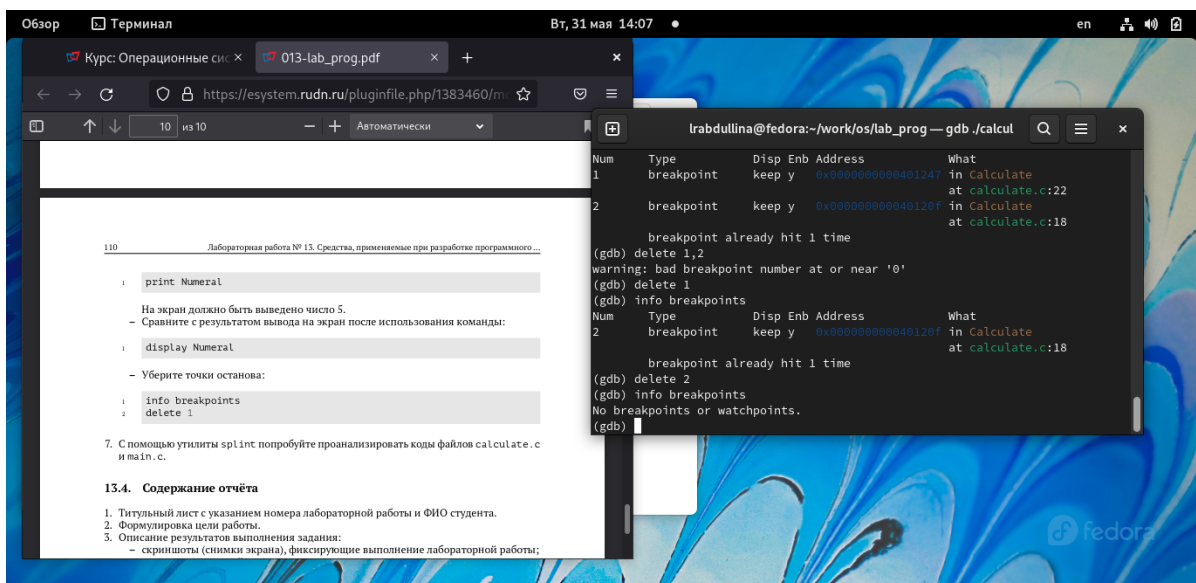 Обзор
Терминал
Вт, 31 мая 14:07
en
Курс: Операционные сис
013-lab_prog.pdf
https://esystem.rudn.ru/pluginfile.php/1383460/m
10 из 10
Автоматически
110 Лабораторная работа № 13. Средства, применяемые при разработке программного ...
1 print Numeral
На экран должно быть выведено число 5.
– Сравните с результатом вывода на экран после использования команды:
1 display Numeral
– Уберите точки останова:
1 info breakpoints
2 delete 1
7. С помощью утилиты splint попробуйте проанализировать коды файлов calculate.c
и main.c.
13.4. Содержание отчёта
1. Титульный лист с указанием номера лабораторной работы и ФИО студента.
2. Формулировка цели работы.
3. Описание результатов выполнения задания:
– скриншоты (снимки экрана), фиксирующие выполнение лабораторной работы;
lrabdullina@fedora:~/work/os/lab_prog — gdb ./calcul
Num Type Disp Enb Address What
1 breakpoint keep y 0x0000000000401247 in Calculate
at calculate.c:22
2 breakpoint keep y 0x000000000040120f in Calculate
at calculate.c:18
breakpoint already hit 1 time
(gdb) delete 1,2
warning: bad breakpoint number at or near '0'
(gdb) delete 1
(gdb) info breakpoints
Num Type Disp Enb Address What
2 breakpoint keep y 0x000000000040120f in Calculate
at calculate.c:18
breakpoint already hit 1 time
(gdb) delete 2
(gdb) info breakpoints
No breakpoints or watchpoints.
(gdb)
fedora